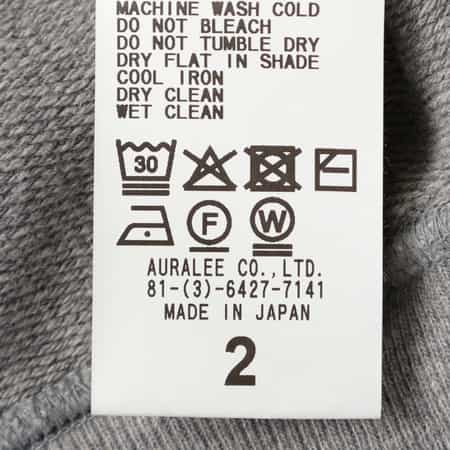 MACHINE WASH COLD
DO NOT BLEACH
DO NOT TUMBLE DRY
DRY FLAT IN SHADE
COOL IRON
DRY CLEAN
WET CLEAN
30
F W
AURALEE CO.,LTD.
81-(3)-6427-7141
MADE IN JAPAN
2